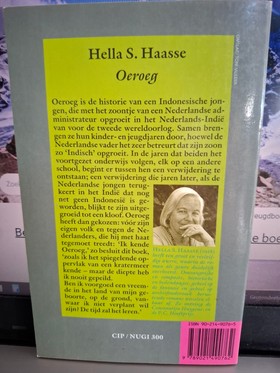 Hella S. Haasse
Oeroeg
Oeroeg is de historie van een Indonesische jon-
gen, die met het zoontje van een Nederlandse ad-
ministrateur opgroeit in het Nederlands-Indië
van voor de tweede wereldoorlog. Samen bren-
gen ze hun kinder- en jeugdjaren door, hoewel de
Nederlandse vader het zeer betreurt dat zijn zoon
zo 'Indisch' opgroeit. In de jaren dat beiden het
voortgezet onderwijs volgen, elk op een andere
school, begint er tussen hen een verwijdering te
ontstaan; een verwijdering die jaren later, als de
Nederlandse jongen terug-
keert in het Indië dat nog
net geen Indonesië is ge-
worden, blijkt te zijn uitge-
groeid tot een kloof. Oeroeg
heeft dan gekozen: vóór zijn
eigen volk en tegen de Ne-
derlanders, die hij met haat
tegemoet treedt: 'Ik kende
Oeroeg,' zo besluit dit boek,
'zoals ik het spiegelende op-
pervlak van een kratermeer
kende – maar de diepte heb
ik nooit gepeild.
Ben ik voorgoed een vreem-
de in het land van mijn ge-
boorte, op de grond, vanwaar
ik niet verplant wil
zijn? De tijd zal het leren.'
CIP / NUGI 300